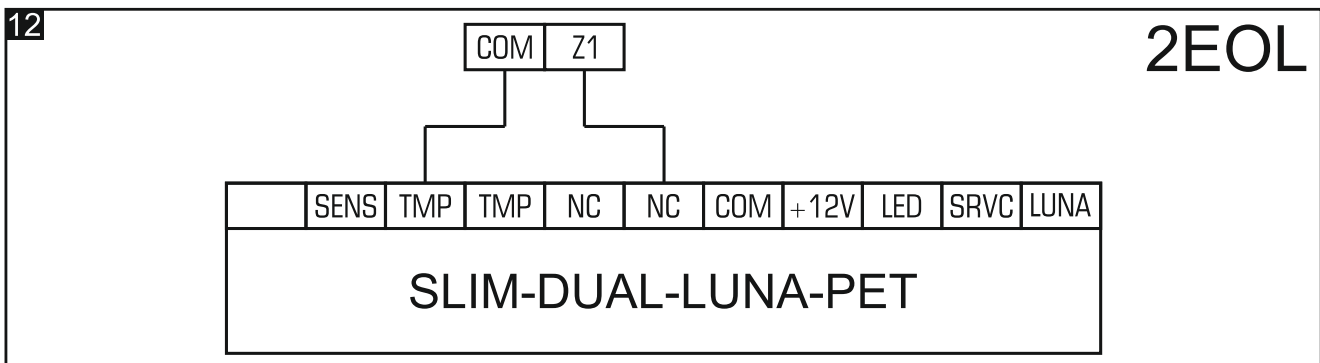 12
2EOL
COM Z1
SENS TMP TMP NC NC COM +12V LED SRVC LUNA
SLIM-DUAL-LUNA-PET